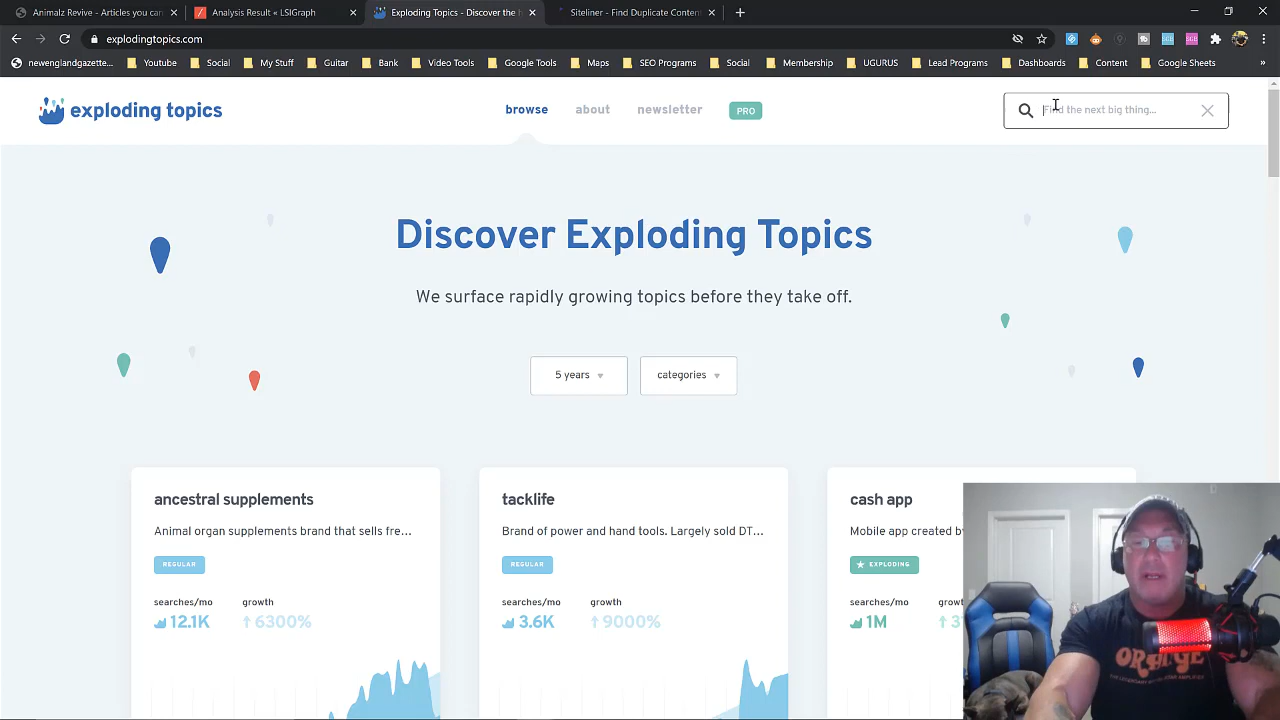 Animalz Revive - Articles you can
Analysis Result « LSIGraph
Exploding Topics - Discover the h
Siteliner - Find Duplicate Conten
explodingtopics.com
newenglandgazette...
Youtube
Social
My Stuff
Guitar
Bank
Video Tools
Google Tools
Maps
SEO Programs
Social
Membership
UGURUS
Lead Programs
Dashboards
Content
Google Sheets
exploding topics
browse
about
newsletter
PRO
Find the next big thing...
Discover Exploding Topics
We surface rapidly growing topics before they take off.
5 years
categories
ancestral supplements
Animal organ supplements brand that sells fre...
REGULAR
searches/mo growth
12.1K 6300%
tacklife
Brand of power and hand tools. Largely sold DT...
REGULAR
searches/mo growth
3.6K 9000%
cash app
Mobile app created by
EXPLODING
searches/mo
1M
ORANGE